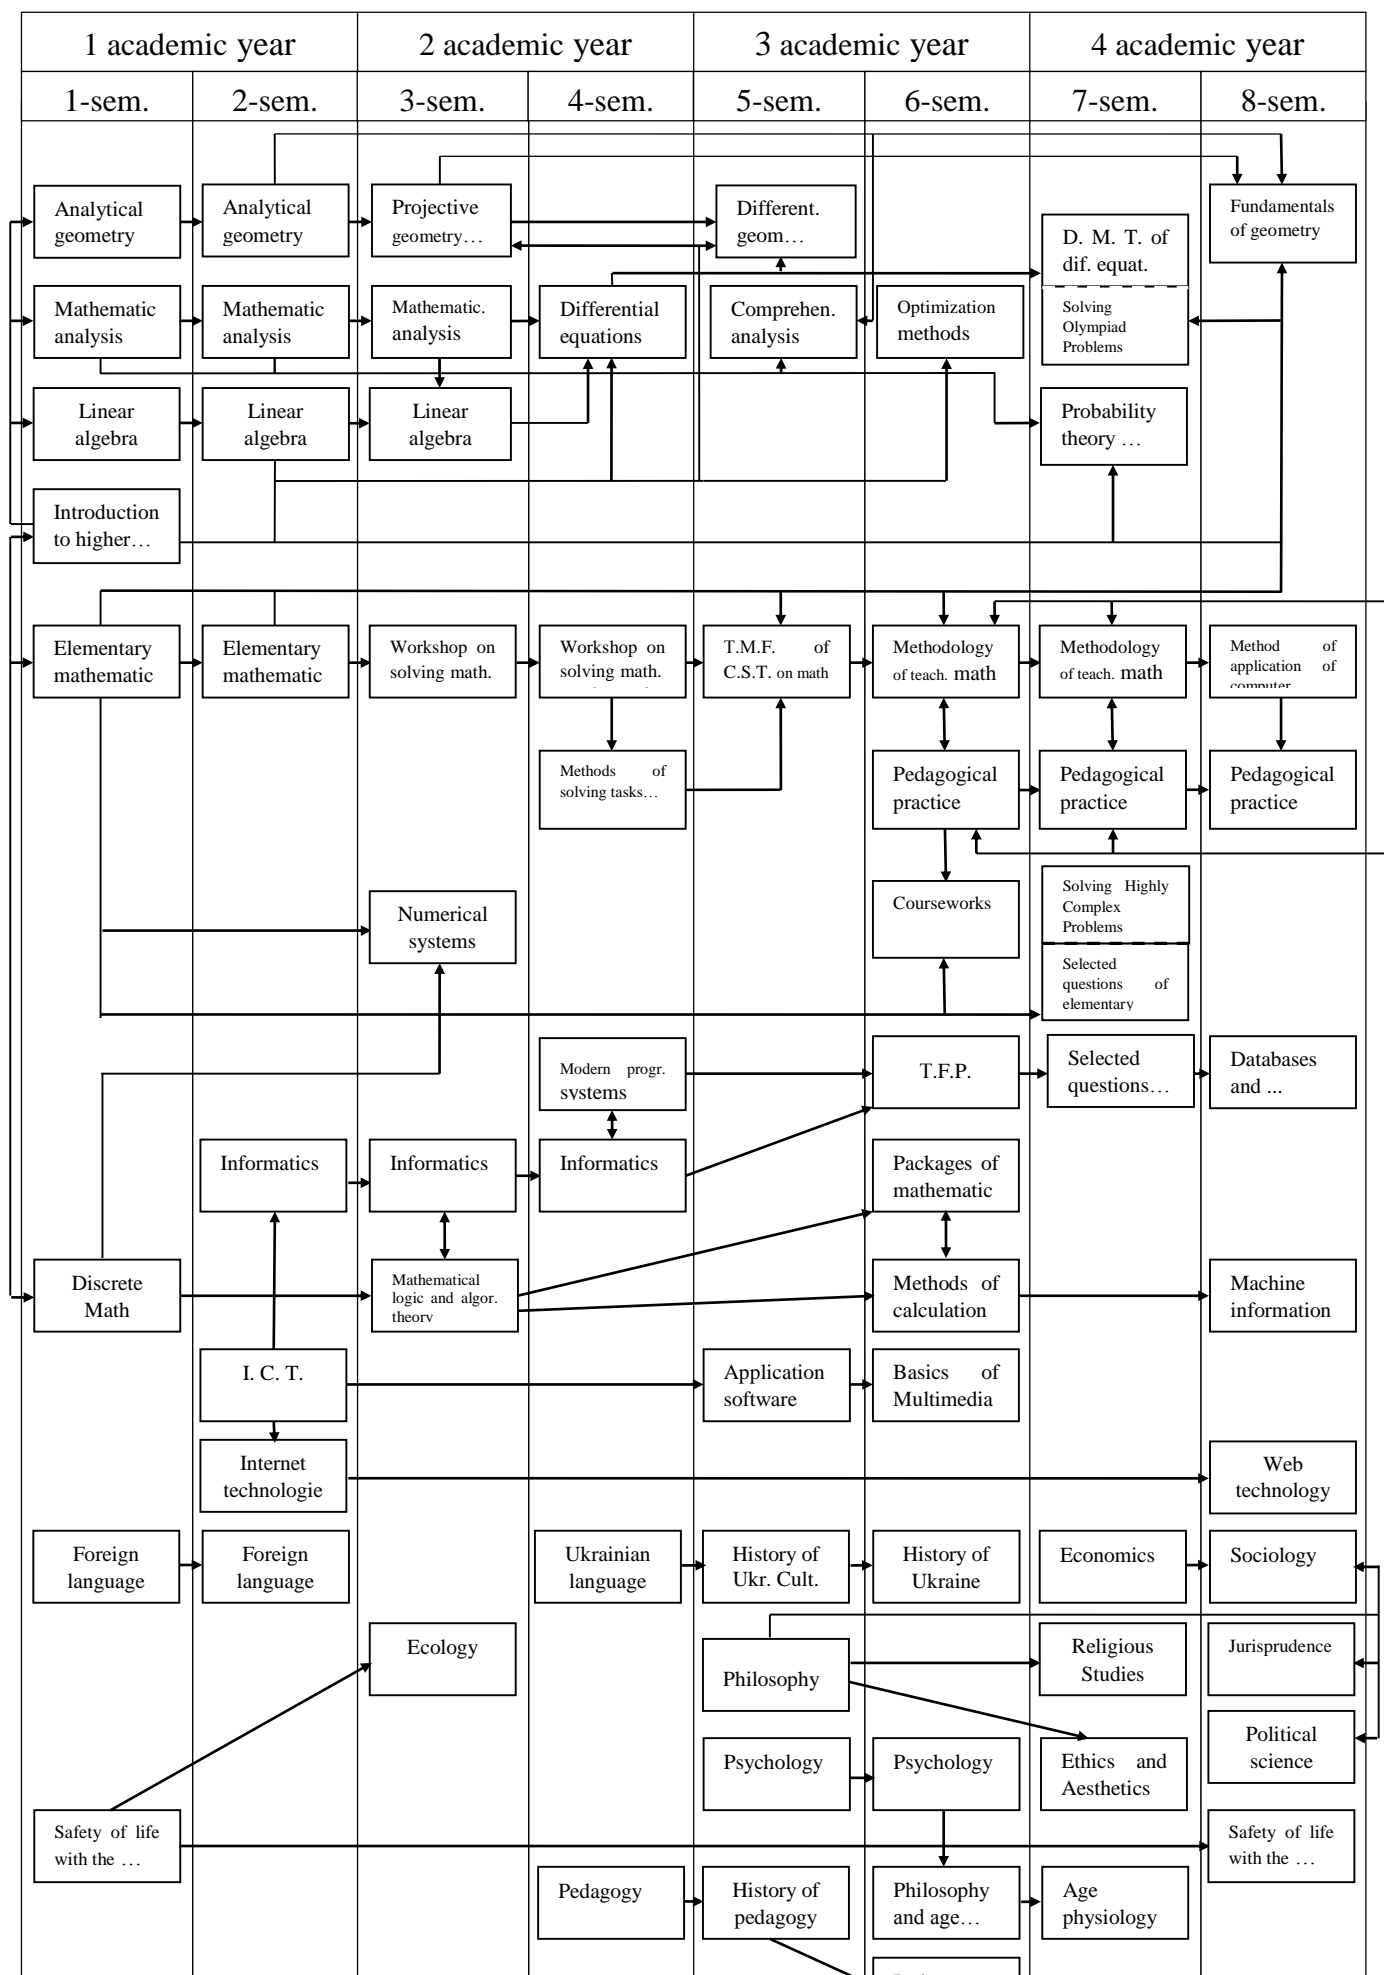 1 academic year
2 academic year
3 academic year
4 academic year
1-sem.
2-sem.
3-sem.
4-sem.
5-sem.
6-sem.
7-sem.
8-sem.
Analytical
geometry
Analytical
geometry
Projective
geometry…
Different.
geom…
D. M. T. of
dif. equat.
Fundamentals
of geometry
Mathematic
analysis
Mathematic
analysis
Mathematic.
analysis
Differential
equations
Comprehen.
analysis
Optimization
methods
Solving
Olympiad
Problems
Linear
algebra
Linear
algebra
Linear
algebra
Probability
theory …
Introduction
to higher…
Elementary
mathematic
Elementary
mathematic
Workshop on
solving math.
Workshop on
solving math.
T.M.F. of
C.S.T. on math
Methodology
of teach. math
Methodology
of teach. math
Method of
application of
computer
Methods of
solving tasks…
Pedagogical
practice
Pedagogical
practice
Pedagogical
practice
Numerical
systems
Courseworks
Solving Highly
Complex
Problems
Selected
questions of
elementary
Modern progr.
systems
T.F.P.
Selected
questions…
Databases
and ...
Informatics
Informatics
Informatics
Packages of
mathematic
Discrete
Math
Mathematical
logic and algor.
theory
Methods of
calculation
Machine
information
I. C. T.
Application
software
Basics of
Multimedia
Internet
technologie
Web
technology
Foreign
language
Foreign
language
Ukrainian
language
History of
Ukr. Cult.
History of
Ukraine
Economics
Sociology
Ecology
Philosophy
Religious
Studies
Jurisprudence
Psychology
Psychology
Ethics and
Aesthetics
Political
science
Safety of life
with the …
Safety of life
with the …
Pedagogy
History of
pedagogy
Philosophy
and age…
Age
physiology